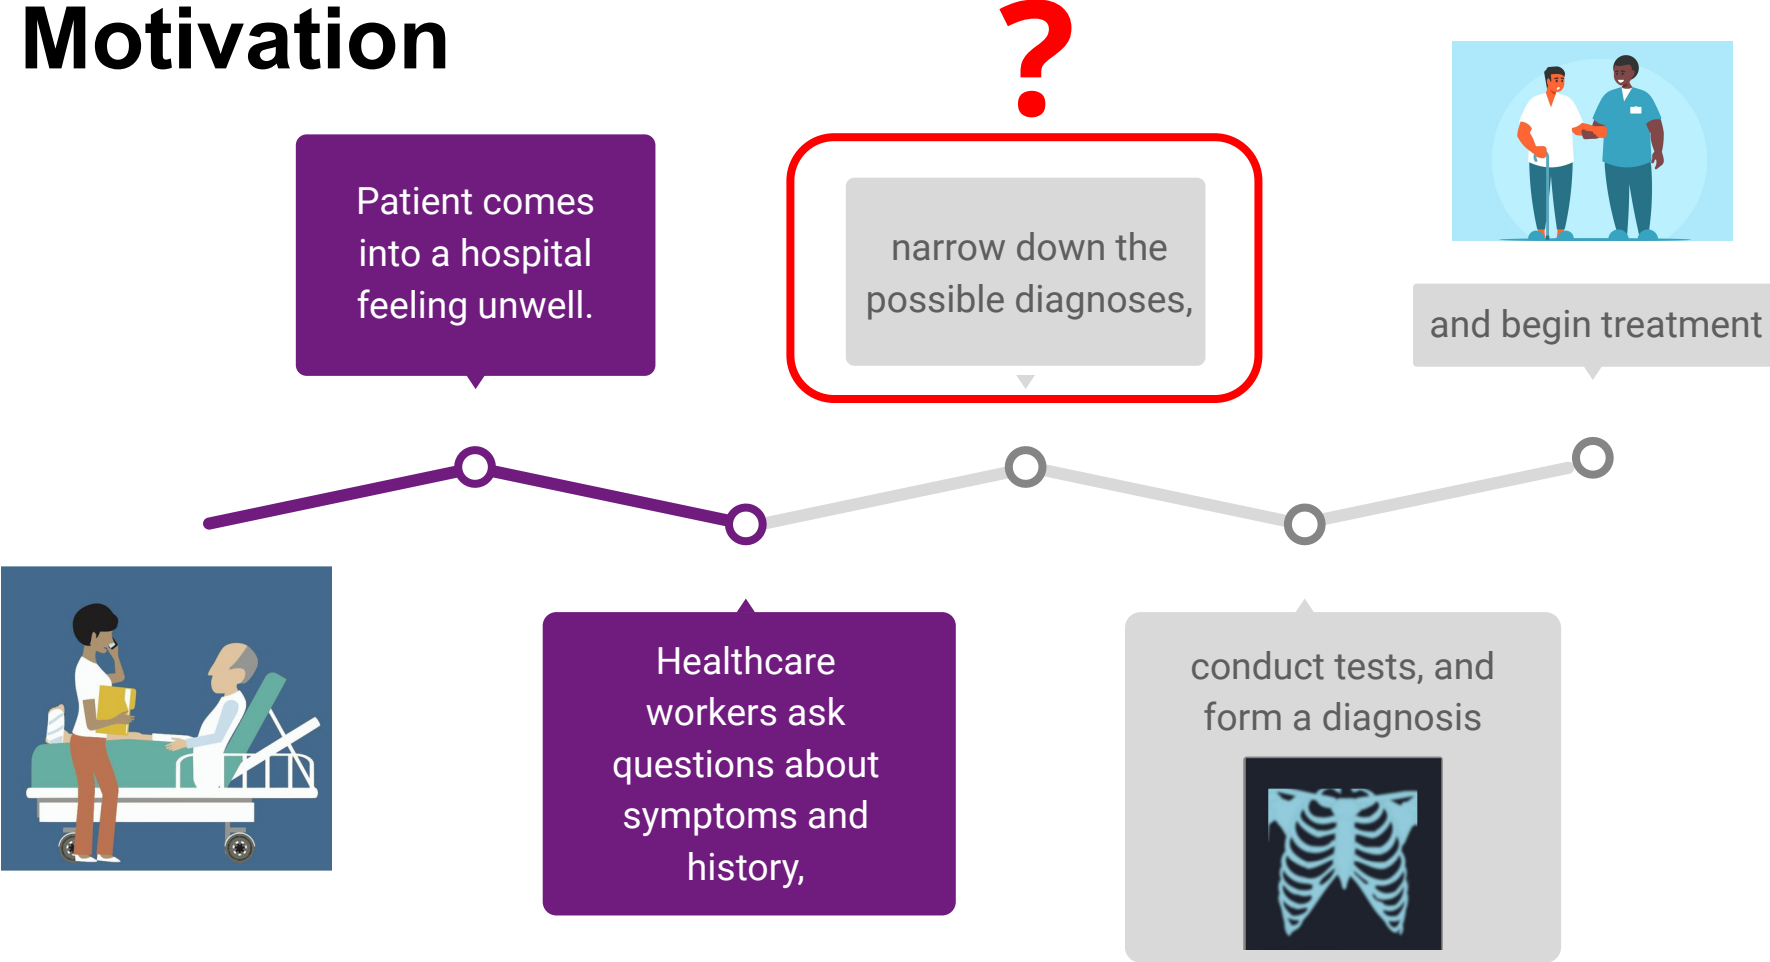 Motivation
?
Patient comes
into a hospital
feeling unwell.
Healthcare
workers ask
questions about
symptoms and
history,
narrow down the
possible diagnoses,
conduct tests, and
form a diagnosis
and begin treatment